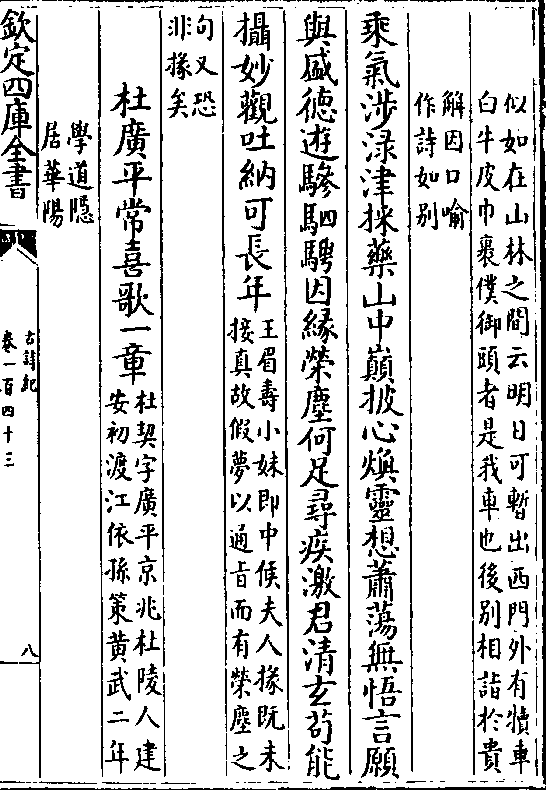 似如在山林之間云明日可暫出西門外有犢車
白牛皮巾裹僕御頭者是我車也後別相詣於貴
解因口喻
作詩如別
乘氣涉淥津採藥山中巔披心煥靈想蕭蕩無悟言願
與盛德遊驂駟騁因緣榮塵何足尋疾激君清玄苟能
攝妙觀吐納可長年
王眉壽小妹即中候夫人掾既未
接真故假夢以通旨而有榮塵之
句又恐
非掾矣
杜廣平常喜歌一章
杜契字廣平京兆杜陵人建
安初渡江依孫策黃武二年
學道隱
居華陽
欽定四庫全書
古詩紀
卷一百四十三
八